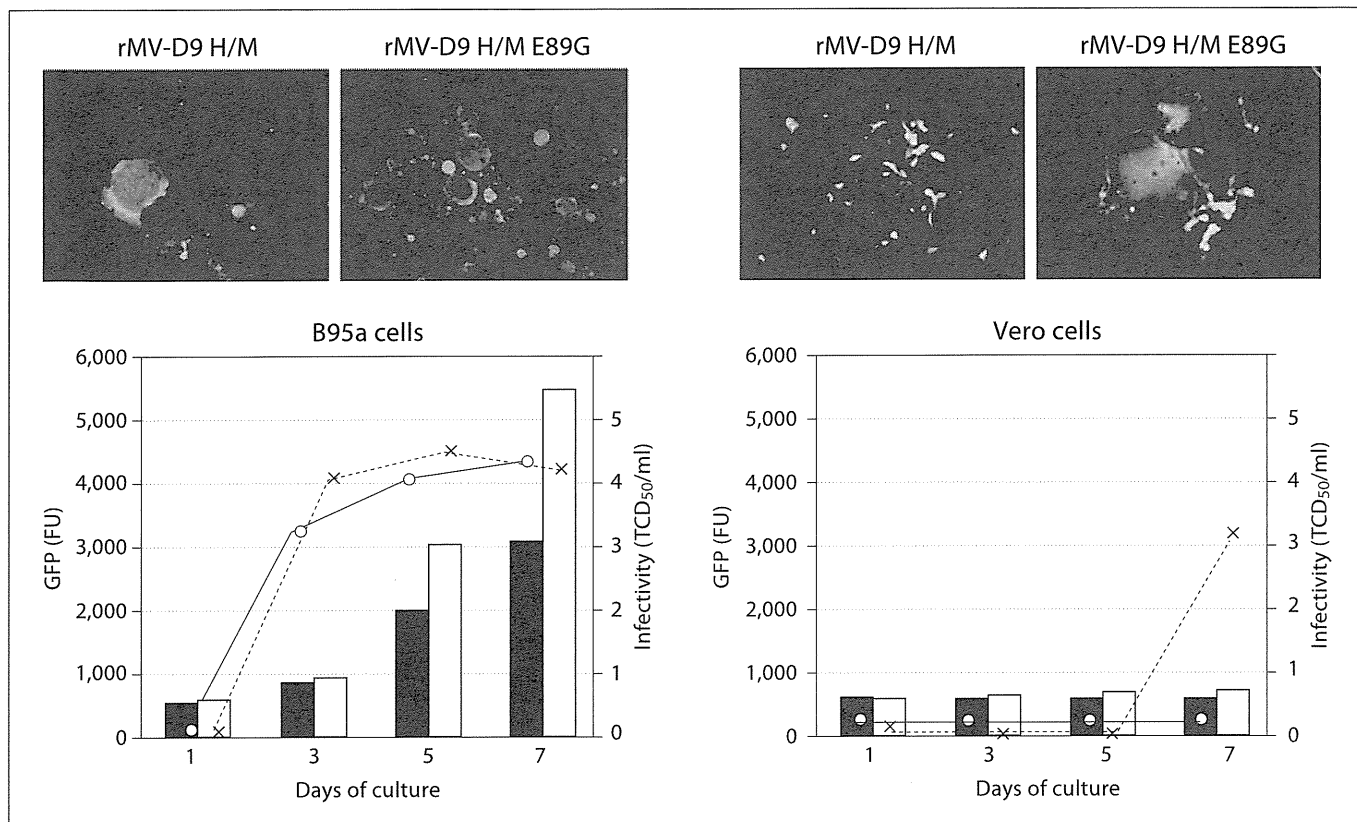 rMV-D9 H/M
rMV-D9 H/M E89G
rMV-D9 H/M
rMV-D9 H/M E89G
B95a cells
GFP (FU)
6,000
5,000
4,000
3,000
2,000
1,000
0
Infectivity (TCD50/ml)
5
4
3
2
1
0
1 3 5 7
Days of culture
Vero cells
GFP (FU)
6,000
5,000
4,000
3,000
2,000
1,000
0
Infectivity (TCD50/ml)
5
4
3
2
1
0
1 3 5 7
Days of culture